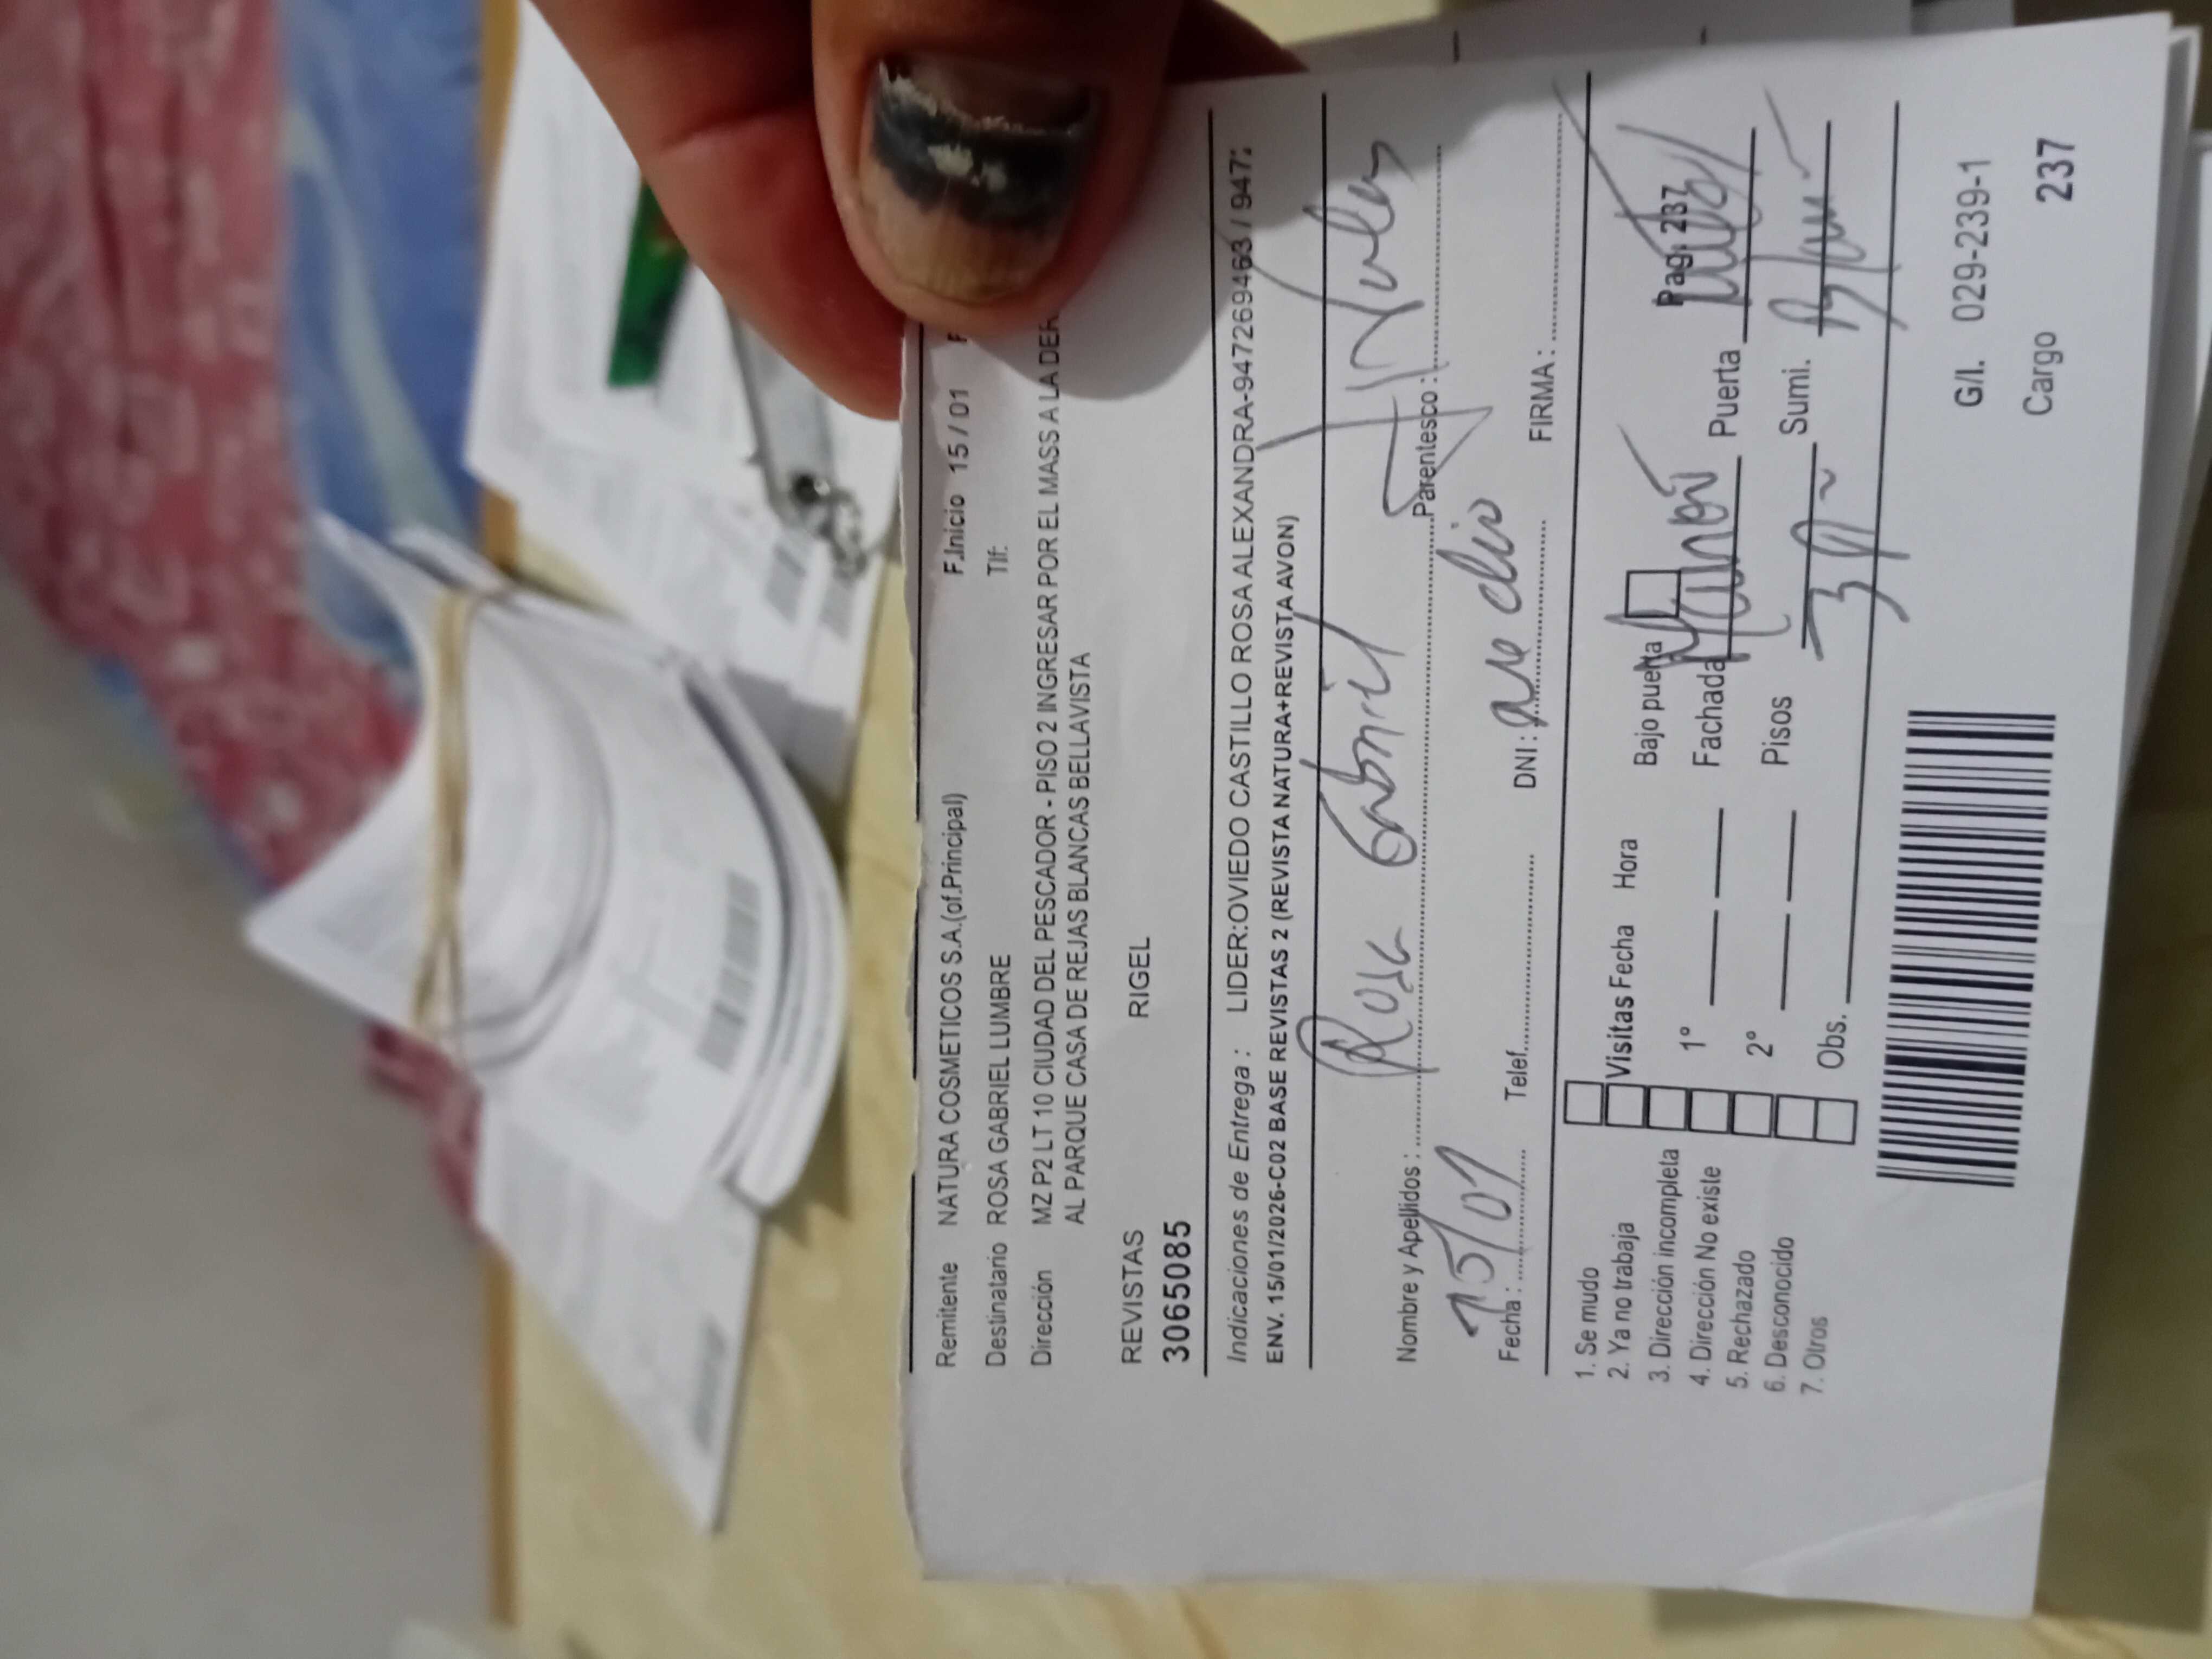 Remitente NATURA COSMETICOS S.A.(of.Principal) F.Inicio 15 / 01
Destinatario ROSA GABRIEL LUMBRE Tlf:
Dirección MZ P2 LT 10 CIUDAD DEL PESCADOR - PISO 2 INGRESAR POR EL MASS A LA DER
AL PARQUE CASA DE REJAS BLANCAS BELLAVISTA
REVISTAS RIGEL
3065085
Indicaciones de Entrega : LIDER:OVIEDO CASTILLO ROSA ALEXANDRA-947269463 / 947:
ENV. 15/01/2026-C02 BASE REVISTAS 2 (REVISTA NATURA+REVISTA AVON)
Nombre y Apellidos : Rosa Gabriel Parentesco : Titular
Fecha : 15/01 Telef. DNI : no dio FIRMA :
1. Se mudo
2. Ya no trabaja
3. Dirección incompleta
4. Dirección No existe
5. Rechazado
6. Desconocido
7. Otros
Visitas Fecha Hora Bajo puerta Pag. 237
1° Fachada Puerta
2° Pisos 3 Sumi.
Obs.
G/I. 029-239-1
Cargo 237